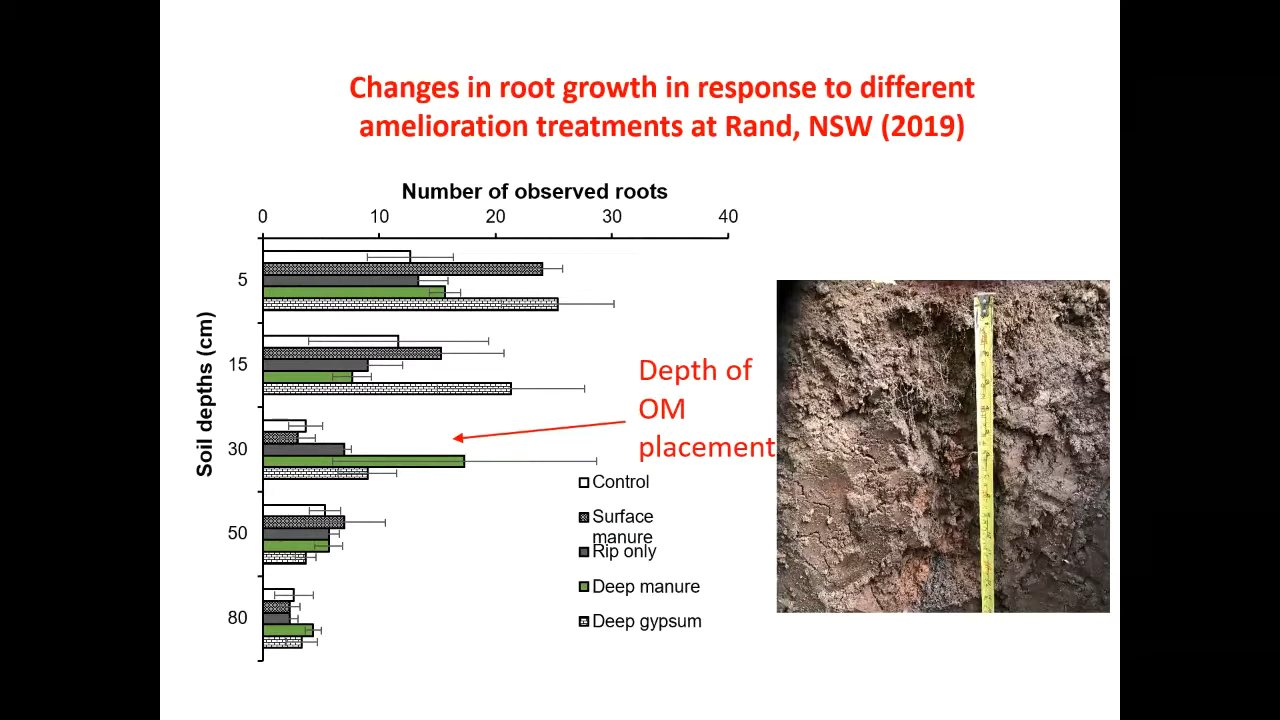 Changes in root growth in response to different
amelioration treatments at Rand, NSW (2019)
Number of observed roots
0 10 20 30 40
Soil depths (cm)
5
15
30
50
80
Depth of
OM
placement
Control
Surface
manure
Rip only
Deep manure
Deep gypsum